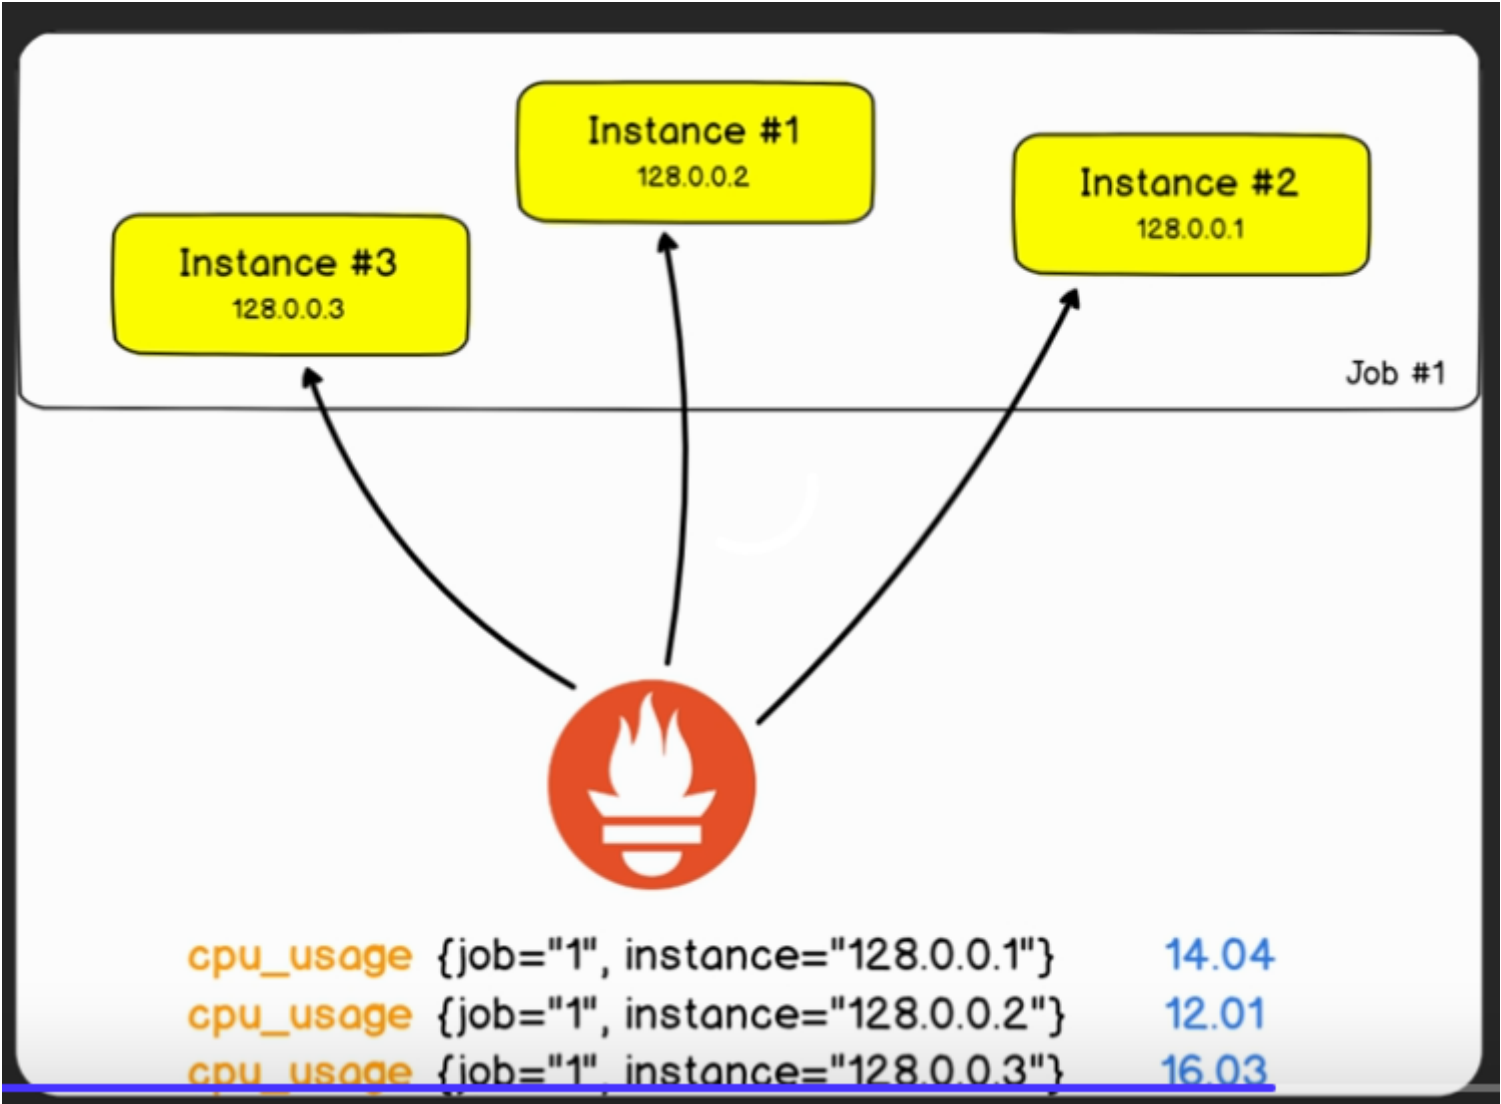 Instance #1
128.0.0.2
Instance #2
128.0.0.1
Instance #3
128.0.0.3
Job #1
cpu_usage {job="1", instance="128.0.0.1"} 14.04
cpu_usage {job="1", instance="128.0.0.2"} 12.01
cpu_usage {job="1", instance="128.0.0.3"} 16.03